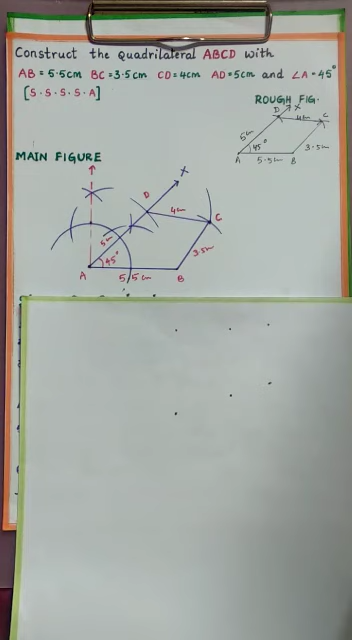 Construct the quadrilateral ABCD with
AB = 5.5cm BC = 3.5cm CD = 4cm AD = 5cm and ∠A = 45°
[S.S.S.S.A]
ROUGH FIG.
D X
4cm C
5cm
45° 3.5cm
A 5.5cm B
MAIN FIGURE
X
D
4cm C
5cm
45° 3.5cm
A 5.5cm B